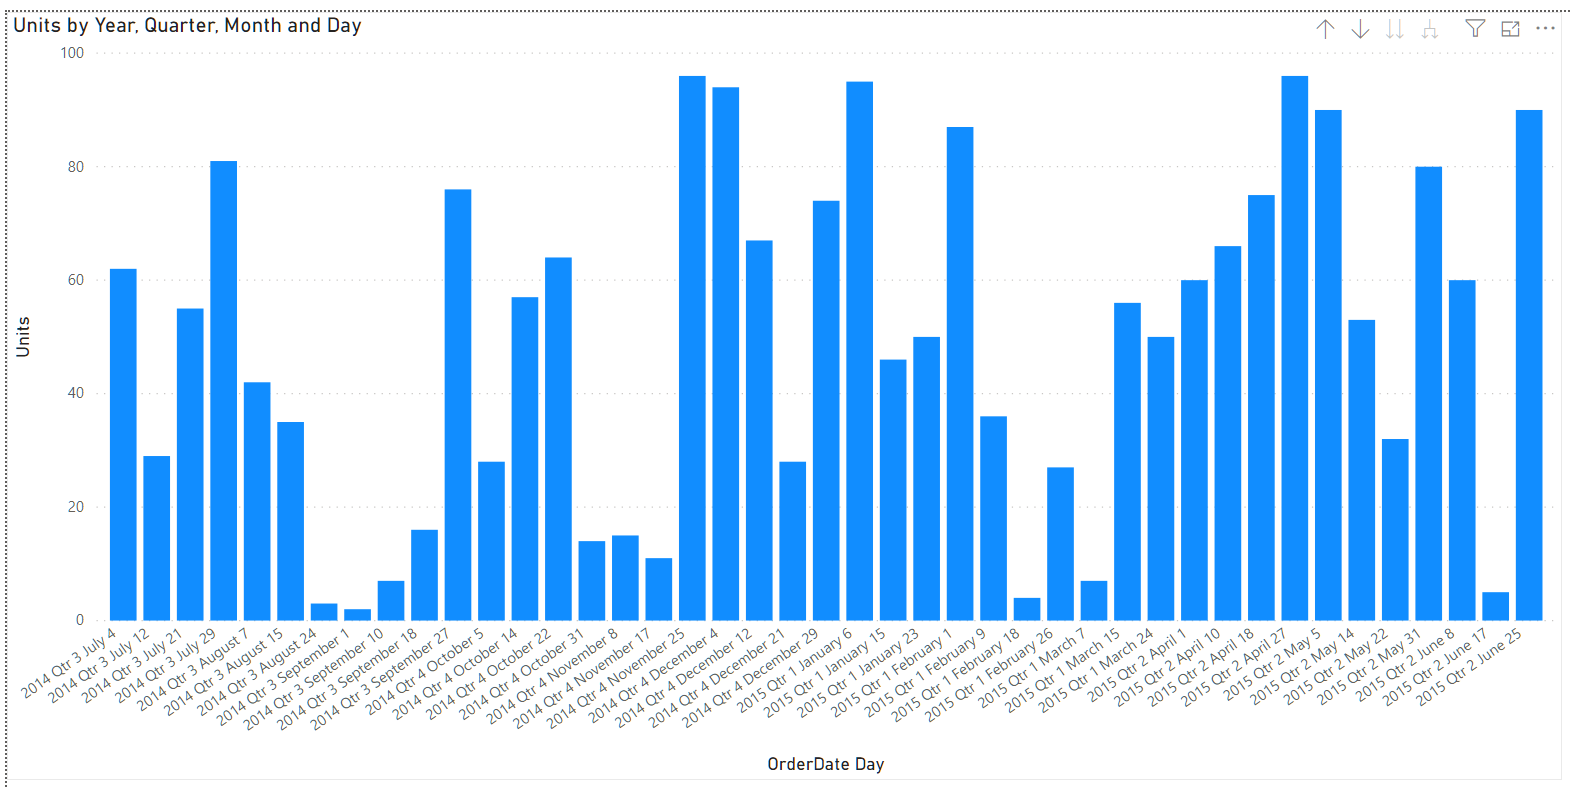 Units by Year, Quarter, Month and Day
100
80
60
40
20
0
Units
2014 Qtr 3 July 4
2014 Qtr 3 July 12
2014 Qtr 3 July 21
2014 Qtr 3 July 29
2014 Qtr 3 August 7
2014 Qtr 3 August 15
2014 Qtr 3 August 24
2014 Qtr 3 September 1
2014 Qtr 3 September 10
2014 Qtr 3 September 18
2014 Qtr 3 September 27
2014 Qtr 4 October 5
2014 Qtr 4 October 14
2014 Qtr 4 October 22
2014 Qtr 4 October 31
2014 Qtr 4 November 8
2014 Qtr 4 November 17
2014 Qtr 4 November 25
2014 Qtr 4 December 4
2014 Qtr 4 December 12
2014 Qtr 4 December 21
2014 Qtr 4 December 29
2015 Qtr 1 January 6
2015 Qtr 1 January 15
2015 Qtr 1 January 23
2015 Qtr 1 February 1
2015 Qtr 1 February 9
2015 Qtr 1 February 18
2015 Qtr 1 February 26
2015 Qtr 1 March 7
2015 Qtr 1 March 15
2015 Qtr 1 March 24
2015 Qtr 2 April 1
2015 Qtr 2 April 10
2015 Qtr 2 April 18
2015 Qtr 2 April 27
2015 Qtr 2 May 5
2015 Qtr 2 May 14
2015 Qtr 2 May 22
2015 Qtr 2 May 31
2015 Qtr 2 June 8
2015 Qtr 2 June 17
2015 Qtr 2 June 25
OrderDate Day